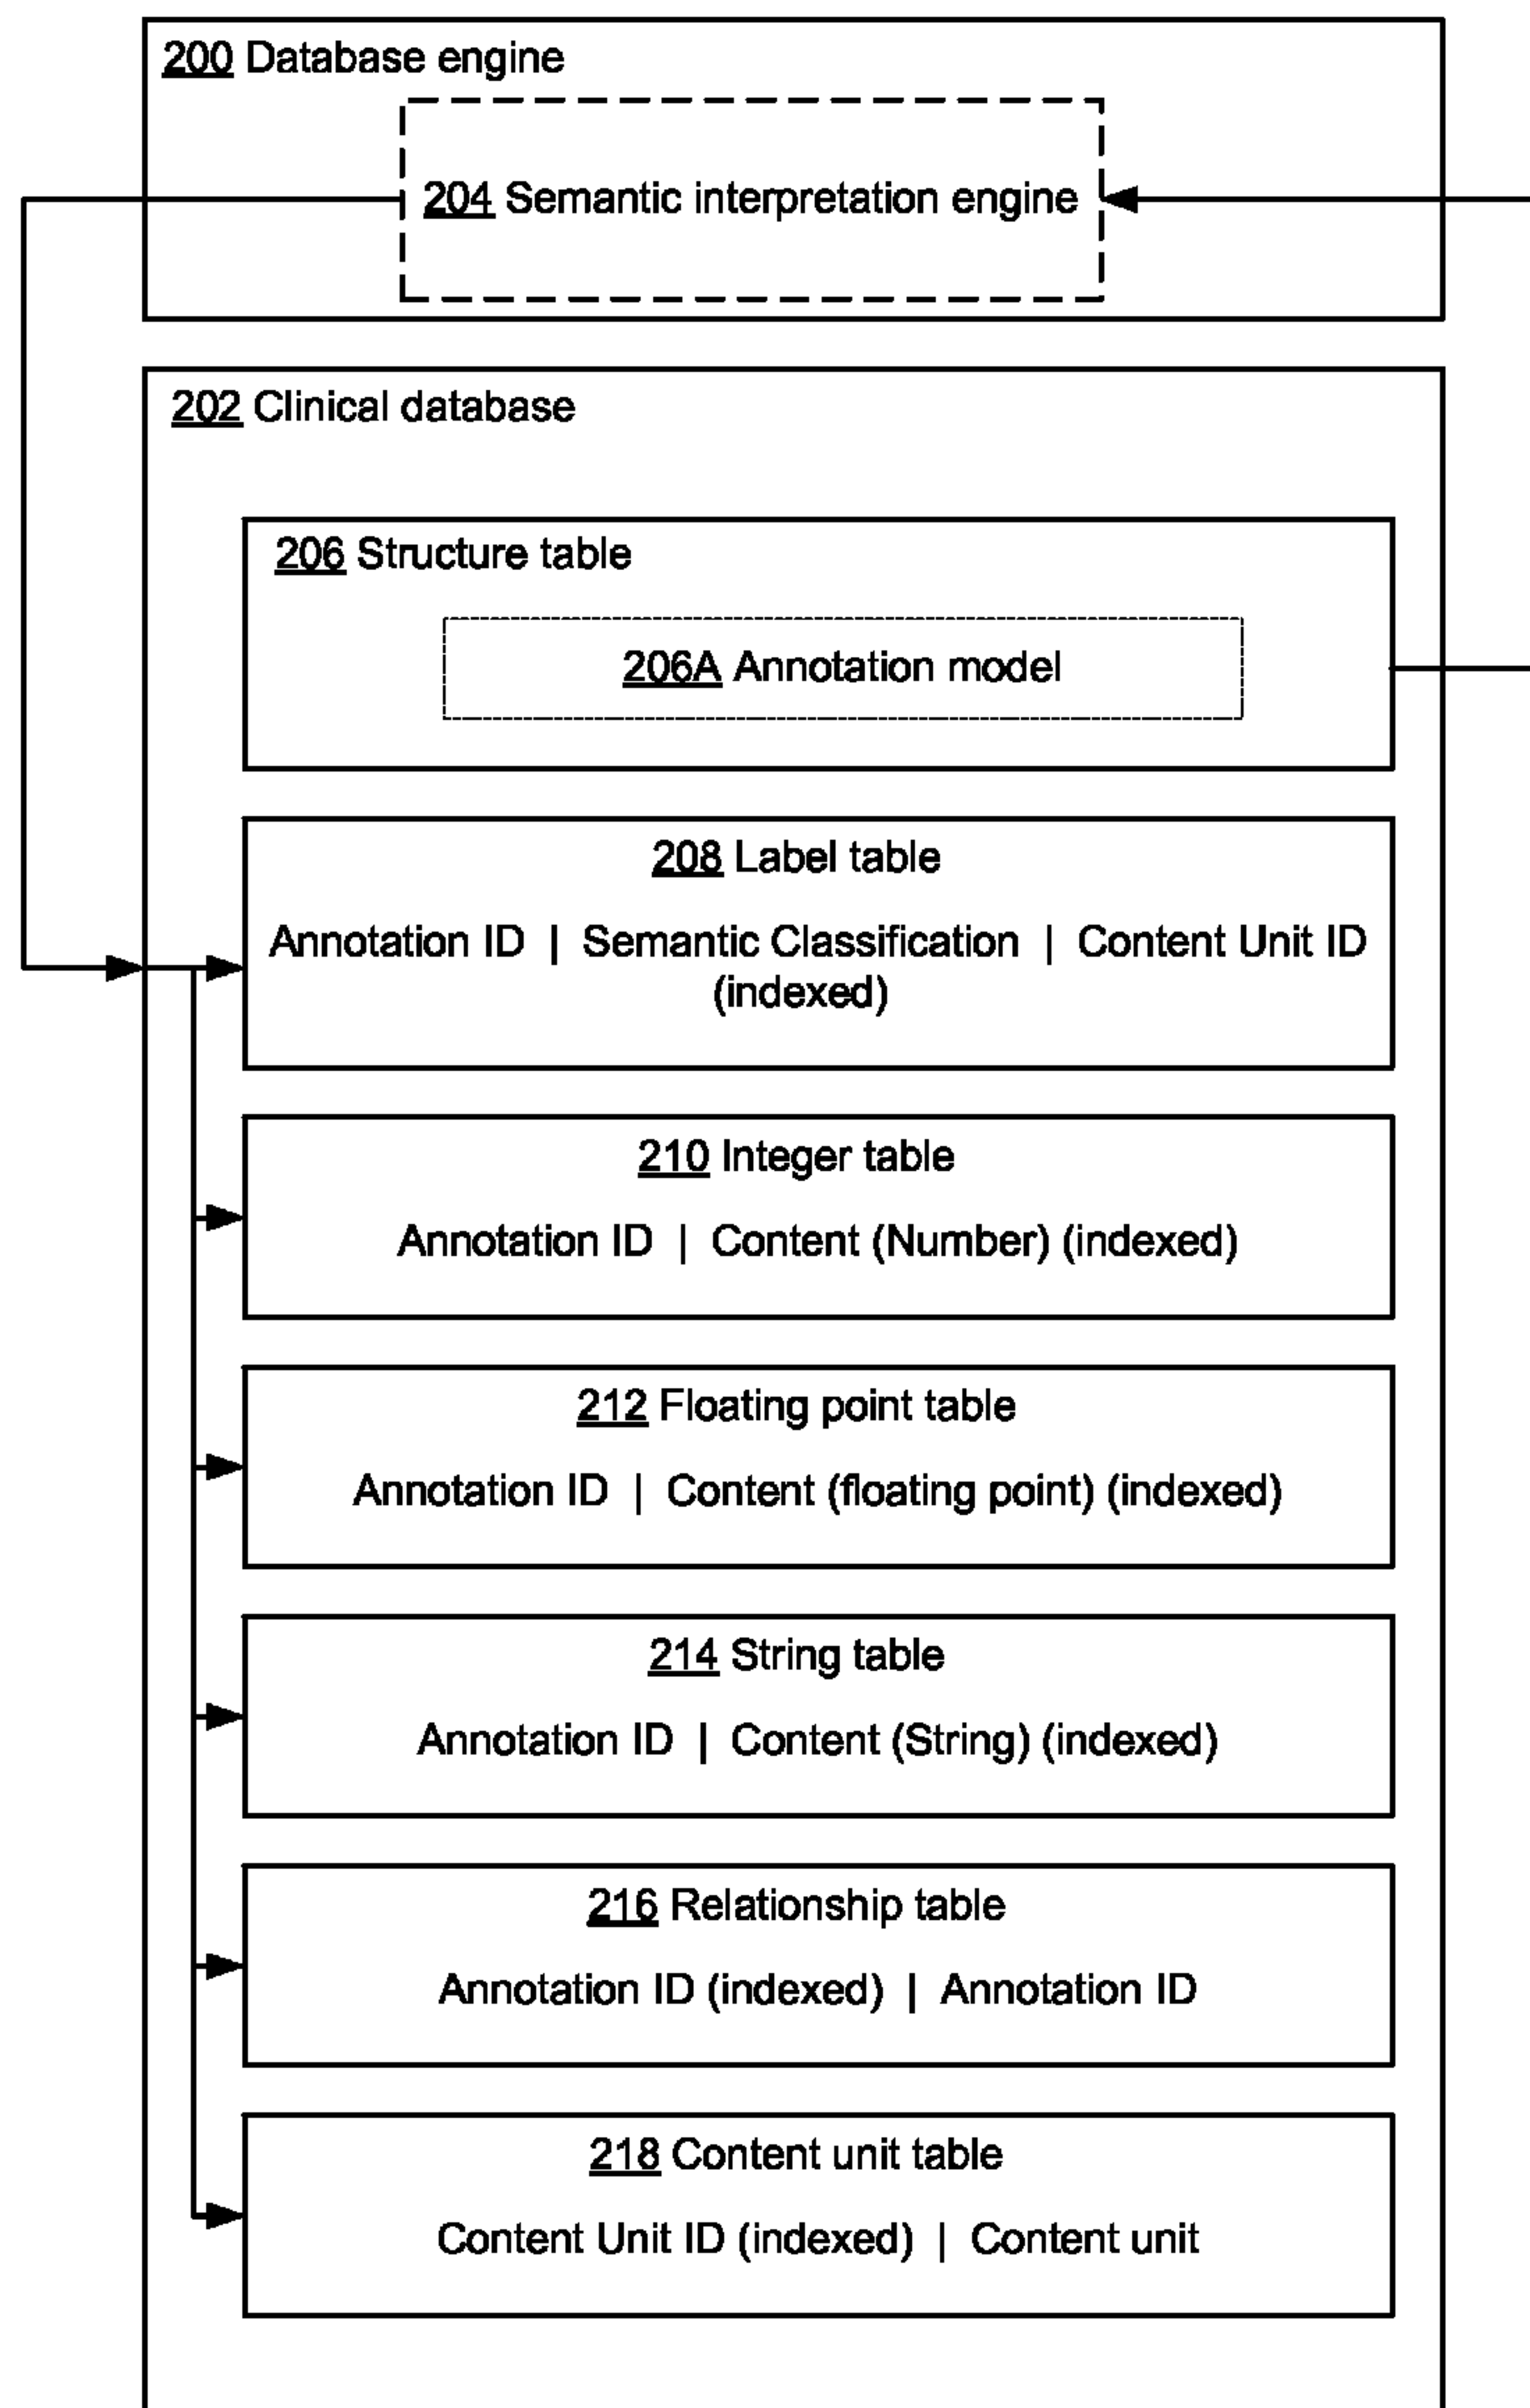 200 Database engine
204 Semantic interpretation engine
202 Clinical database
206 Structure table
206A Annotation model
208 Label table
Annotation ID | Semantic Classification | Content Unit ID
(indexed)
210 Integer table
Annotation ID | Content (Number) (indexed)
212 Floating point table
Annotation ID | Content (floating point) (indexed)
214 String table
Annotation ID | Content (String) (indexed)
216 Relationship table
Annotation ID (indexed) | Annotation ID
218 Content unit table
Content Unit ID (indexed) | Content unit